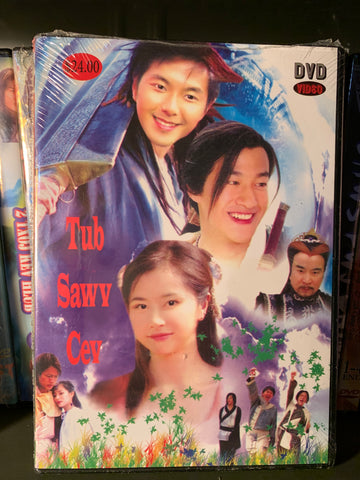 $24.00
DVD
VIDEO
Tub
Sawv
Cev